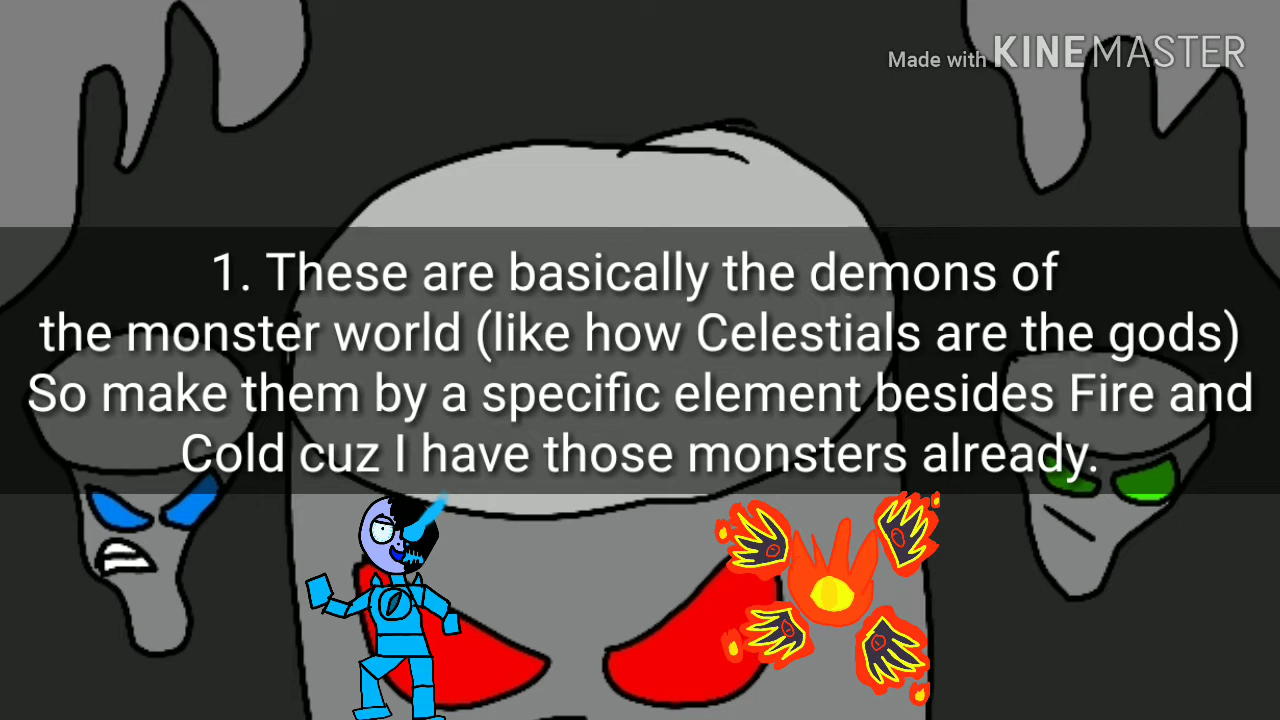 Made with KINEMASTER
1. These are basically the demons of
the monster world (like how Celestials are the gods)
So make them by a specific element besides Fire and
Cold cuz I have those monsters already.